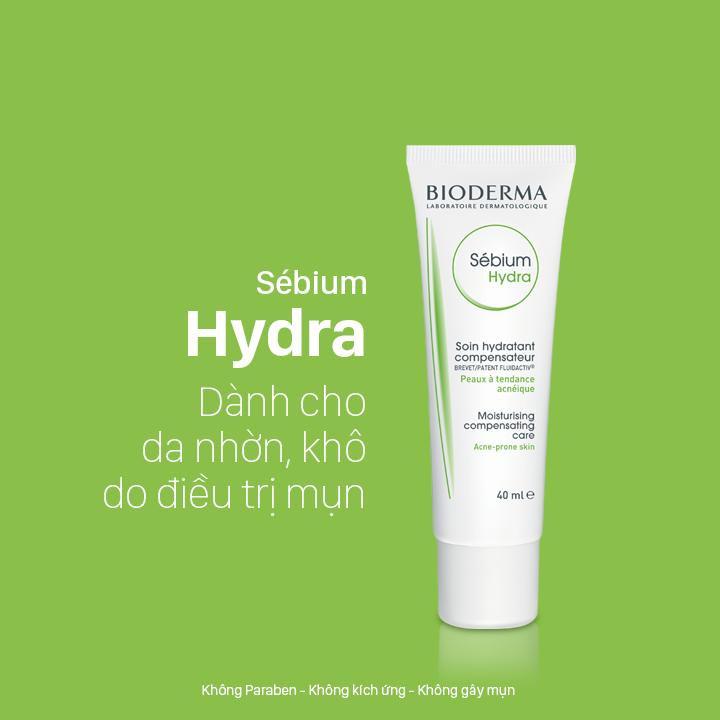 Sébium
Hydra
Dành cho
da nhờn, khô
do điều trị mụn
BIODERMA
LABORATOIRE DERMATOLOGIQUE
Sébium
Hydra
Soin hydratant
compensateur
BREVET/PATENT FLUIDACTIV®
Peaux à tendance
acnéique
Moisturising
compensating
care
Acne-prone skin
40 ml ℮
Không Paraben - Không kích ứng - Không gây mụn